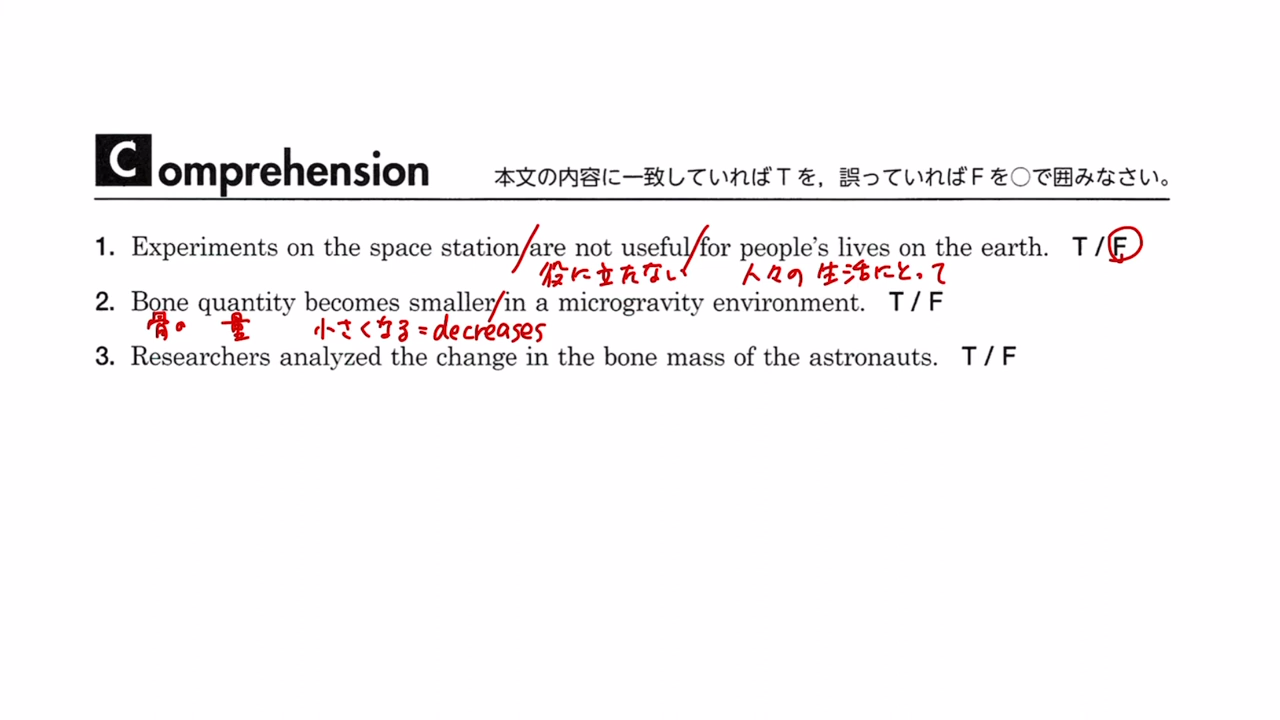 Comprehension 本文の内容に一致していればTを，誤っていればFを○で囲みなさい。
1. Experiments on the space station/are not useful/for people's lives on the earth. T / F
役に立たない 人々の生活にとって
2. Bone quantity becomes smaller/in a microgravity environment. T / F
骨の 量 小さくなる=decreases
3. Researchers analyzed the change in the bone mass of the astronauts. T / F